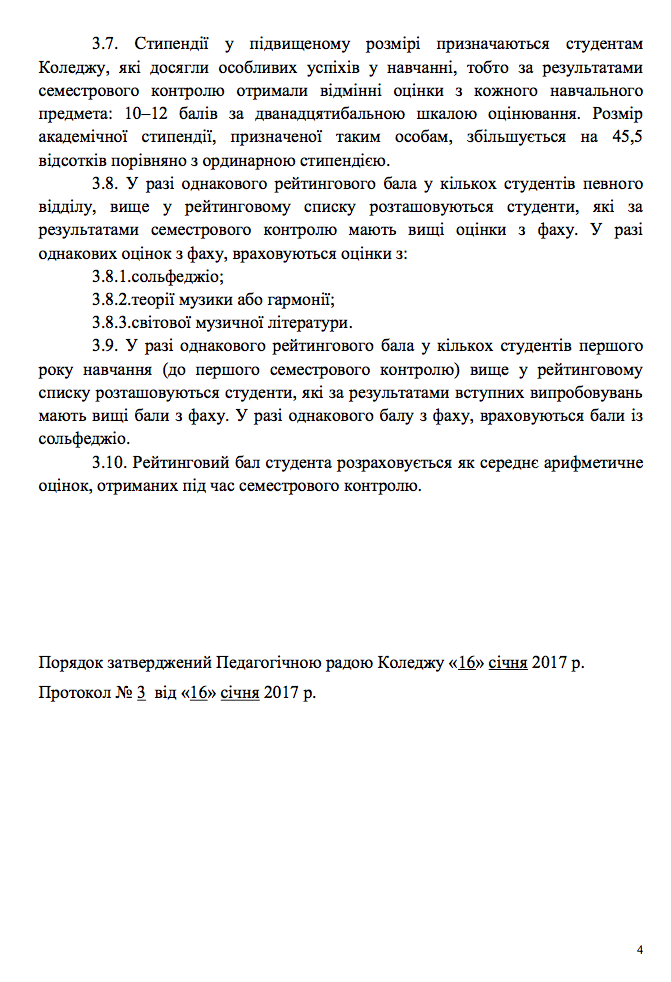 3.7. Стипендії у підвищеному розмірі призначаються студентам
Коледжу, які досягли особливих успіхів у навчанні, тобто за результатами
семестрового контролю отримали відмінні оцінки з кожного навчального
предмета: 10–12 балів за дванадцятибальною шкалою оцінювання. Розмір
академічної стипендії, призначеної таким особам, збільшується на 45,5
відсотків порівняно з ординарною стипендією.
3.8. У разі однакового рейтингового бала у кількох студентів певного
відділу, вище у рейтинговому списку розташовуються студенти, які за
результатами семестрового контролю мають вищі оцінки з фаху. У разі
однакових оцінок з фаху, враховуються оцінки з:
3.8.1.сольфеджіо;
3.8.2.теорії музики або гармонії;
3.8.3.світової музичної літератури.
3.9. У разі однакового рейтингового бала у кількох студентів першого
року навчання (до першого семестрового контролю) вище у рейтинговому
списку розташовуються студенти, які за результатами вступних випробовувань
мають вищі бали з фаху. У разі однакового балу з фаху, враховуються бали із
сольфеджіо.
3.10. Рейтинговий бал студента розраховується як середнє арифметичне
оцінок, отриманих під час семестрового контролю.
Порядок затверджений Педагогічною радою Коледжу «16» січня 2017 р.
Протокол № 3 від «16» січня 2017 р.
4